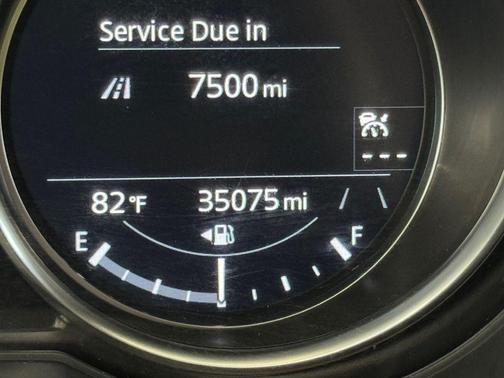 Service Due in
7500 mi
---
82°F 35075 mi
E F